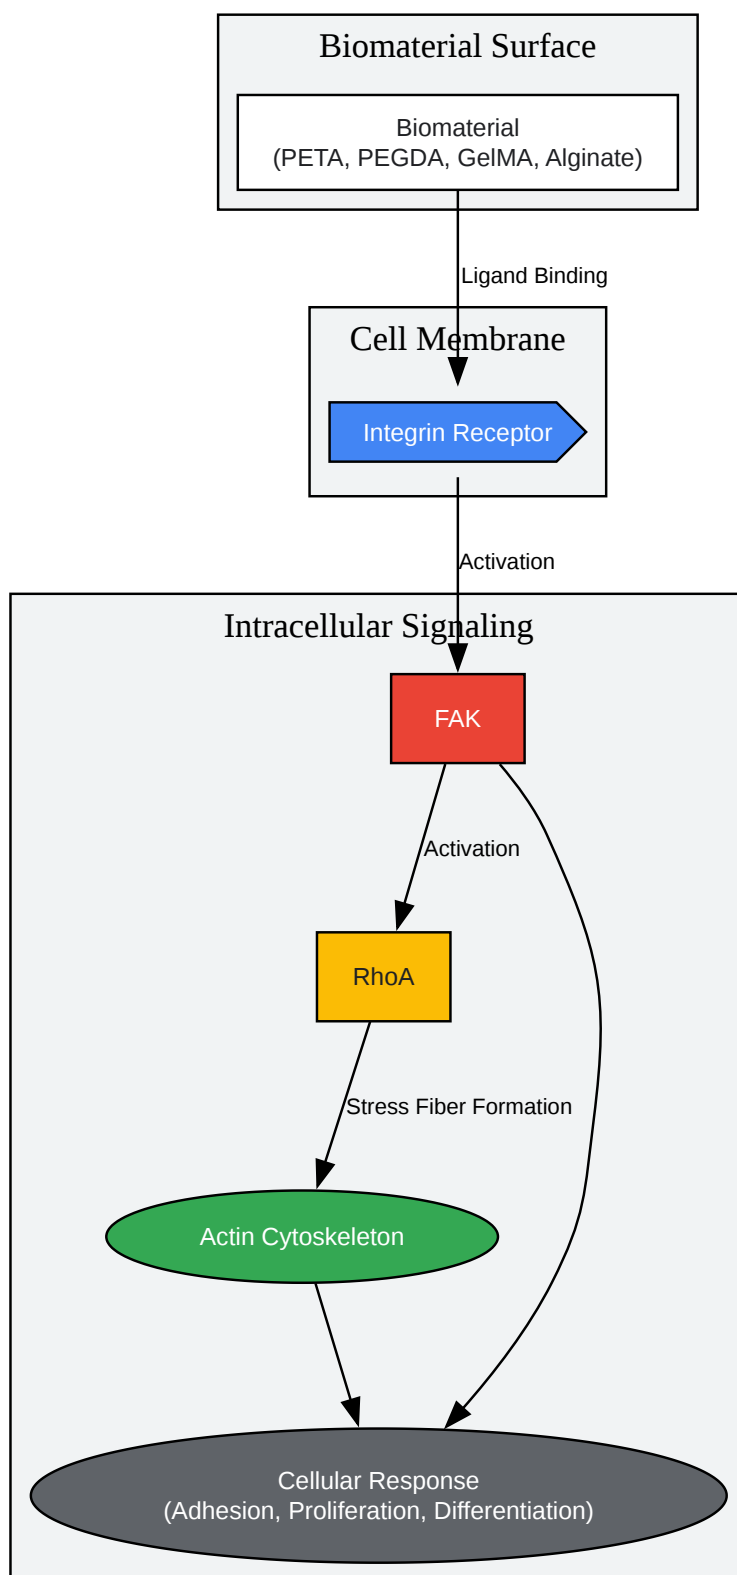 Biomaterial Surface
Biomaterial
(PETA, PEGDA, GelMA, Alginate)
Ligand Binding
Cell Membrane
Integrin Receptor
Activation
Intracellular Signaling
FAK
Activation
RhoA
Stress Fiber Formation
Actin Cytoskeleton
Cellular Response
(Adhesion, Proliferation, Differentiation)